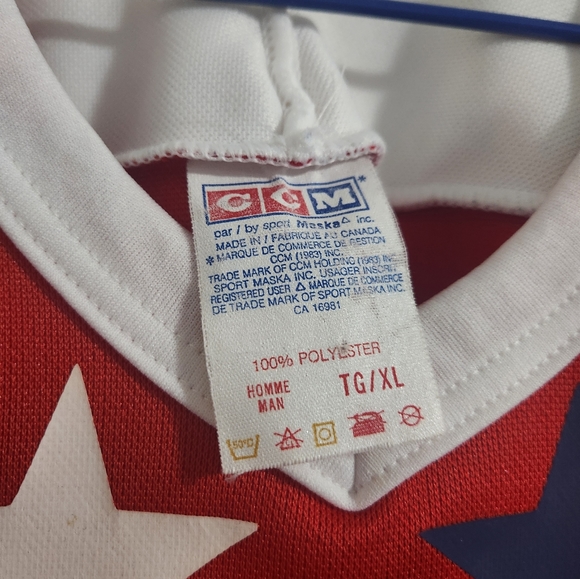 CCM*
par / by sport Maska△ inc.
MADE IN / FABRIQUE AU CANADA
* MARQUE DE COMMERCE DE GESTION
CCM (1983) INC.
TRADE MARK OF CCM HOLDING (1983) INC.
SPORT MASKA INC. USAGER INSCRIT
REGISTERED USER △ MARQUE DE COMMERCE
DE TRADE MARK OF SPORT MASKA INC.
CA 16981
100% POLYESTER
HOMME
MAN
TG/XL
50°C